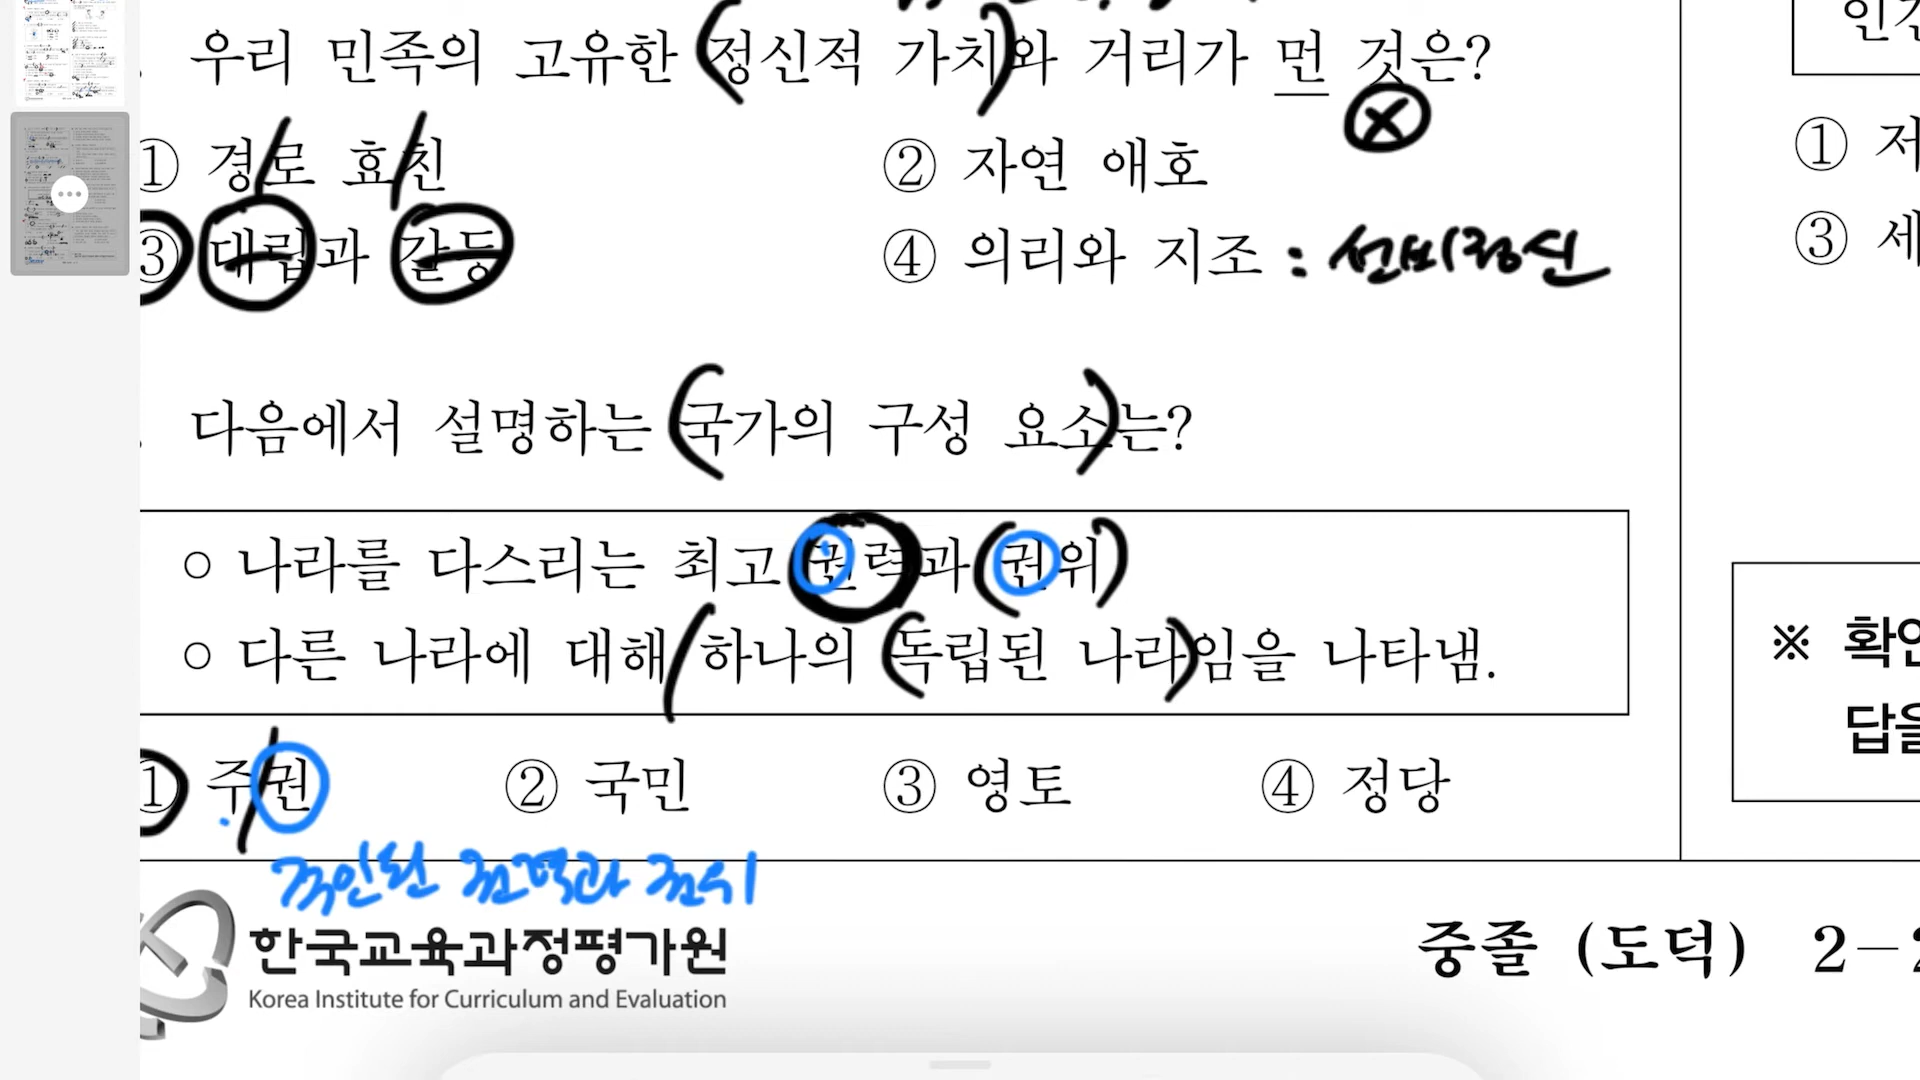 우리 민족의 고유한 정신적 가치와 거리가 먼 것은?
① 경로 효친
② 자연 애호
③ 대립과 갈등
④ 의리와 지조 : 선비정신
다음에서 설명하는 국가의 구성 요소는?
○ 나라를 다스리는 최고 권력과 권위
○ 다른 나라에 대해 하나의 독립된 나라임을 나타냄.
① 주권
② 국민
③ 영토
④ 정당
권력과 권위
한국교육과정평가원
Korea Institute for Curriculum and Evaluation
중졸 (도덕) 2-2
①
③
※ 확인
답을